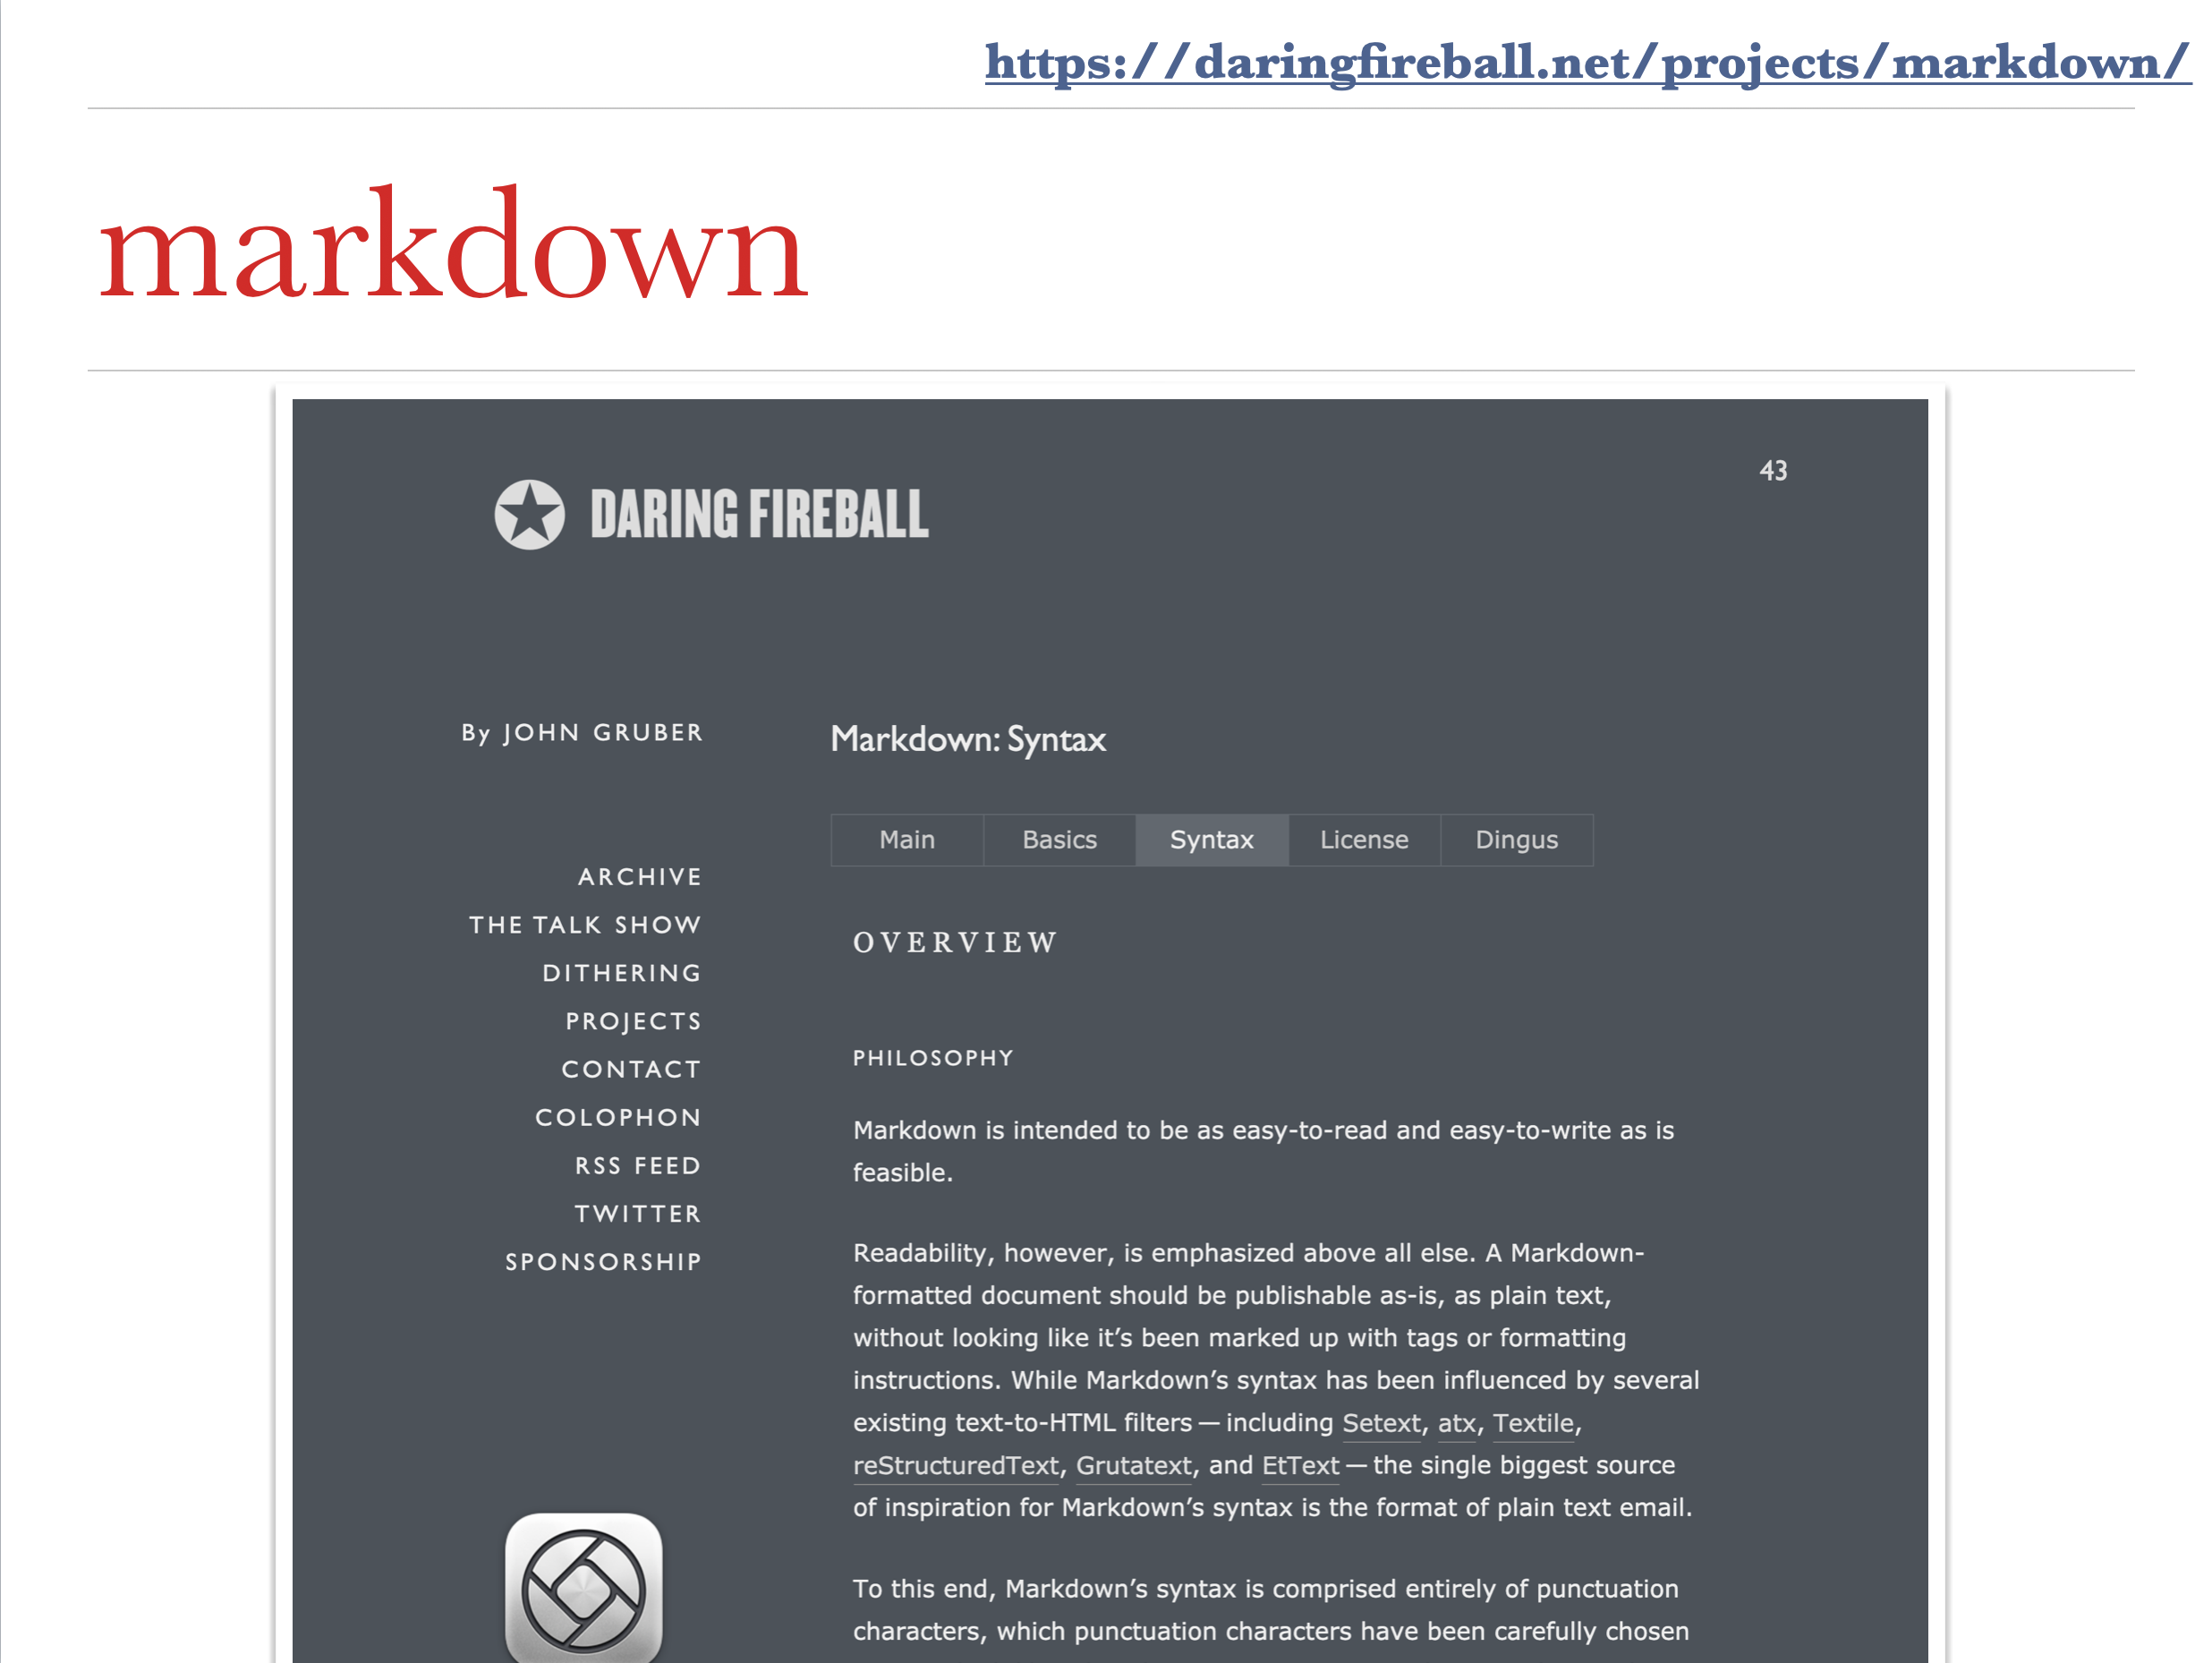 https://daringfireball.net/projects/markdown/
markdown
43
DARING FIREBALL
By JOHN GRUBER
ARCHIVE
THE TALK SHOW
DITHERING
PROJECTS
CONTACT
COLOPHON
RSS FEED
TWITTER
SPONSORSHIP
Markdown: Syntax
Main Basics Syntax License Dingus
OVERVIEW
PHILOSOPHY
Markdown is intended to be as easy-to-read and easy-to-write as is
feasible.
Readability, however, is emphasized above all else. A Markdown-
formatted document should be publishable as-is, as plain text,
without looking like it’s been marked up with tags or formatting
instructions. While Markdown’s syntax has been influenced by several
existing text-to-HTML filters — including Setext, atx, Textile,
reStructuredText, Grutatext, and EtText — the single biggest source
of inspiration for Markdown’s syntax is the format of plain text email.
To this end, Markdown’s syntax is comprised entirely of punctuation
characters, which punctuation characters have been carefully chosen